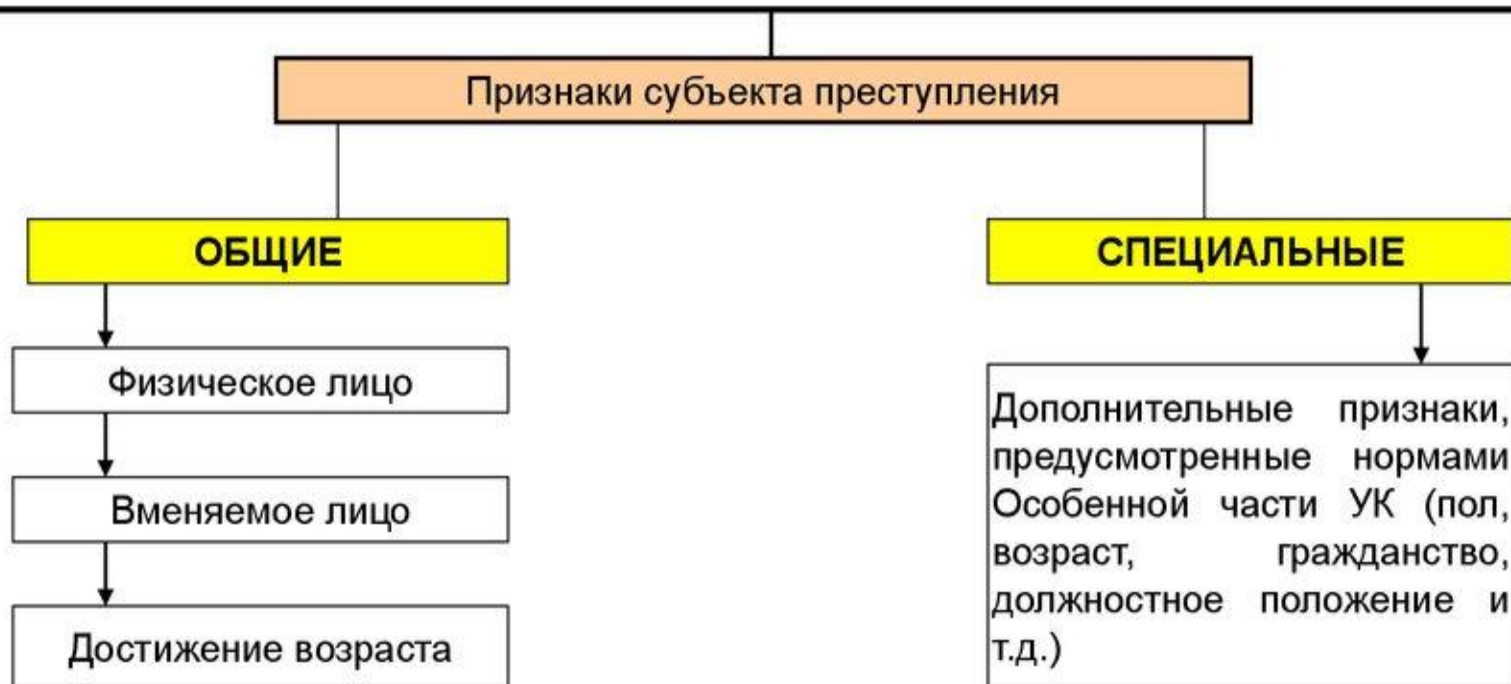 Признаки субъекта преступления
ОБЩИЕ
Физическое лицо
Вменяемое лицо
Достижение возраста
СПЕЦИАЛЬНЫЕ
Дополнительные признаки,
предусмотренные нормами
Особенной части УК (пол,
возраст, гражданство,
должностное положение и
т.д.)